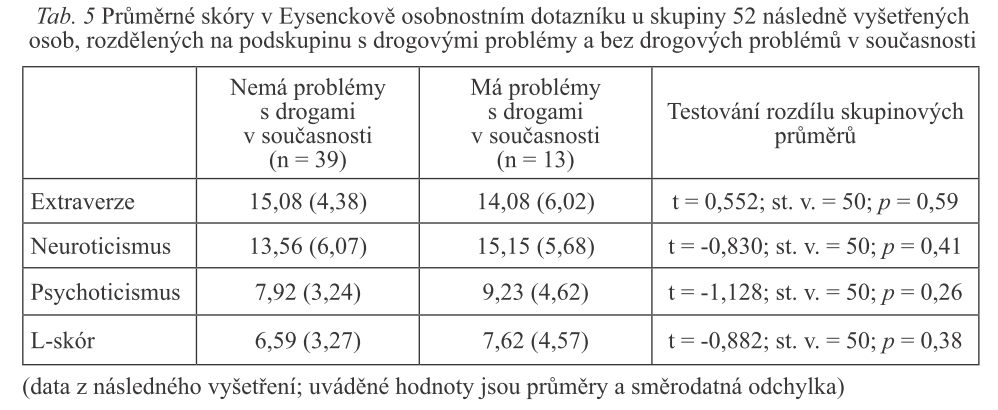 Tab. 5 Průměrné skóry v Eysenckově osobnostním dotazníku u skupiny 52 následně vyšetřených
osob, rozdělených na podskupinu s drogovými problémy a bez drogových problémů v současnosti
Nemá problémy
s drogami
v současnosti
(n = 39)
Má problémy
s drogami
v současnosti
(n = 13)
Testování rozdílu skupinových
průměrů
Extraverze 15,08 (4,38) 14,08 (6,02) t = 0,552; st. v. = 50; p = 0,59
Neuroticismus 13,56 (6,07) 15,15 (5,68) t = -0,830; st. v. = 50; p = 0,41
Psychoticismus 7,92 (3,24) 9,23 (4,62) t = -1,128; st. v. = 50; p = 0,26
L-skór 6,59 (3,27) 7,62 (4,57) t = -0,882; st. v. = 50; p = 0,38
(data z následného vyšetření; uváděné hodnoty jsou průměry a směrodatná odchylka)